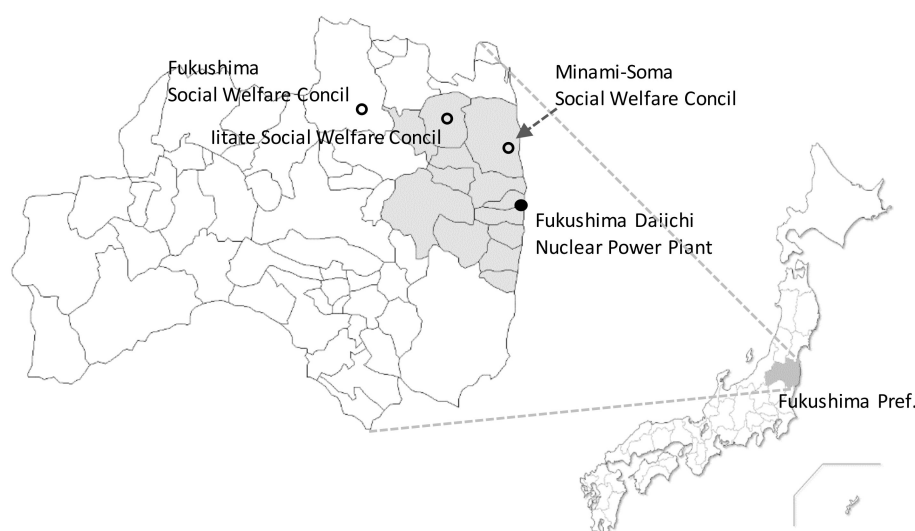 Fukushima
Social Welfare Concil
Iitate Social Welfare Concil
Minami-Soma
Social Welfare Concil
Fukushima Daiichi
Nuclear Power Plant
Fukushima Pref.